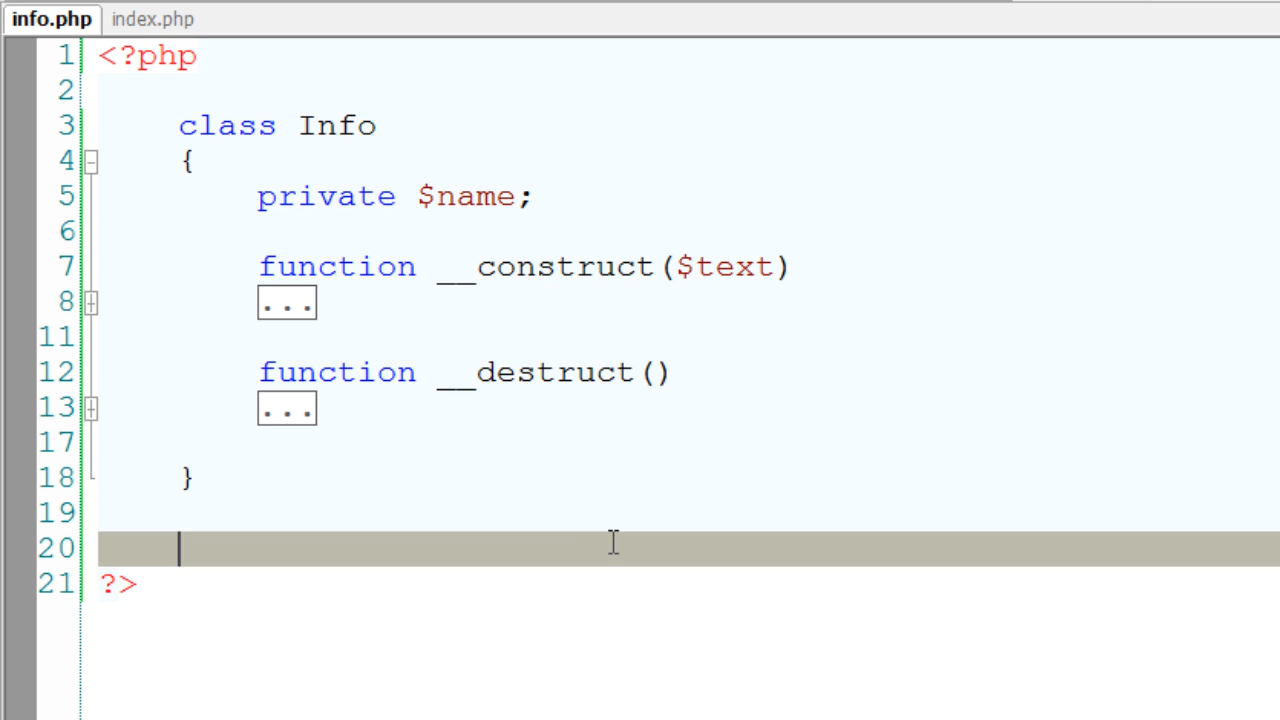 info.php index.php
1 <?php
2
3 class Info
4 {
5 private $name;
6
7 function __construct($text)
8 ...
11
12 function __destruct()
13 ...
17
18 }
19
20
21 ?>